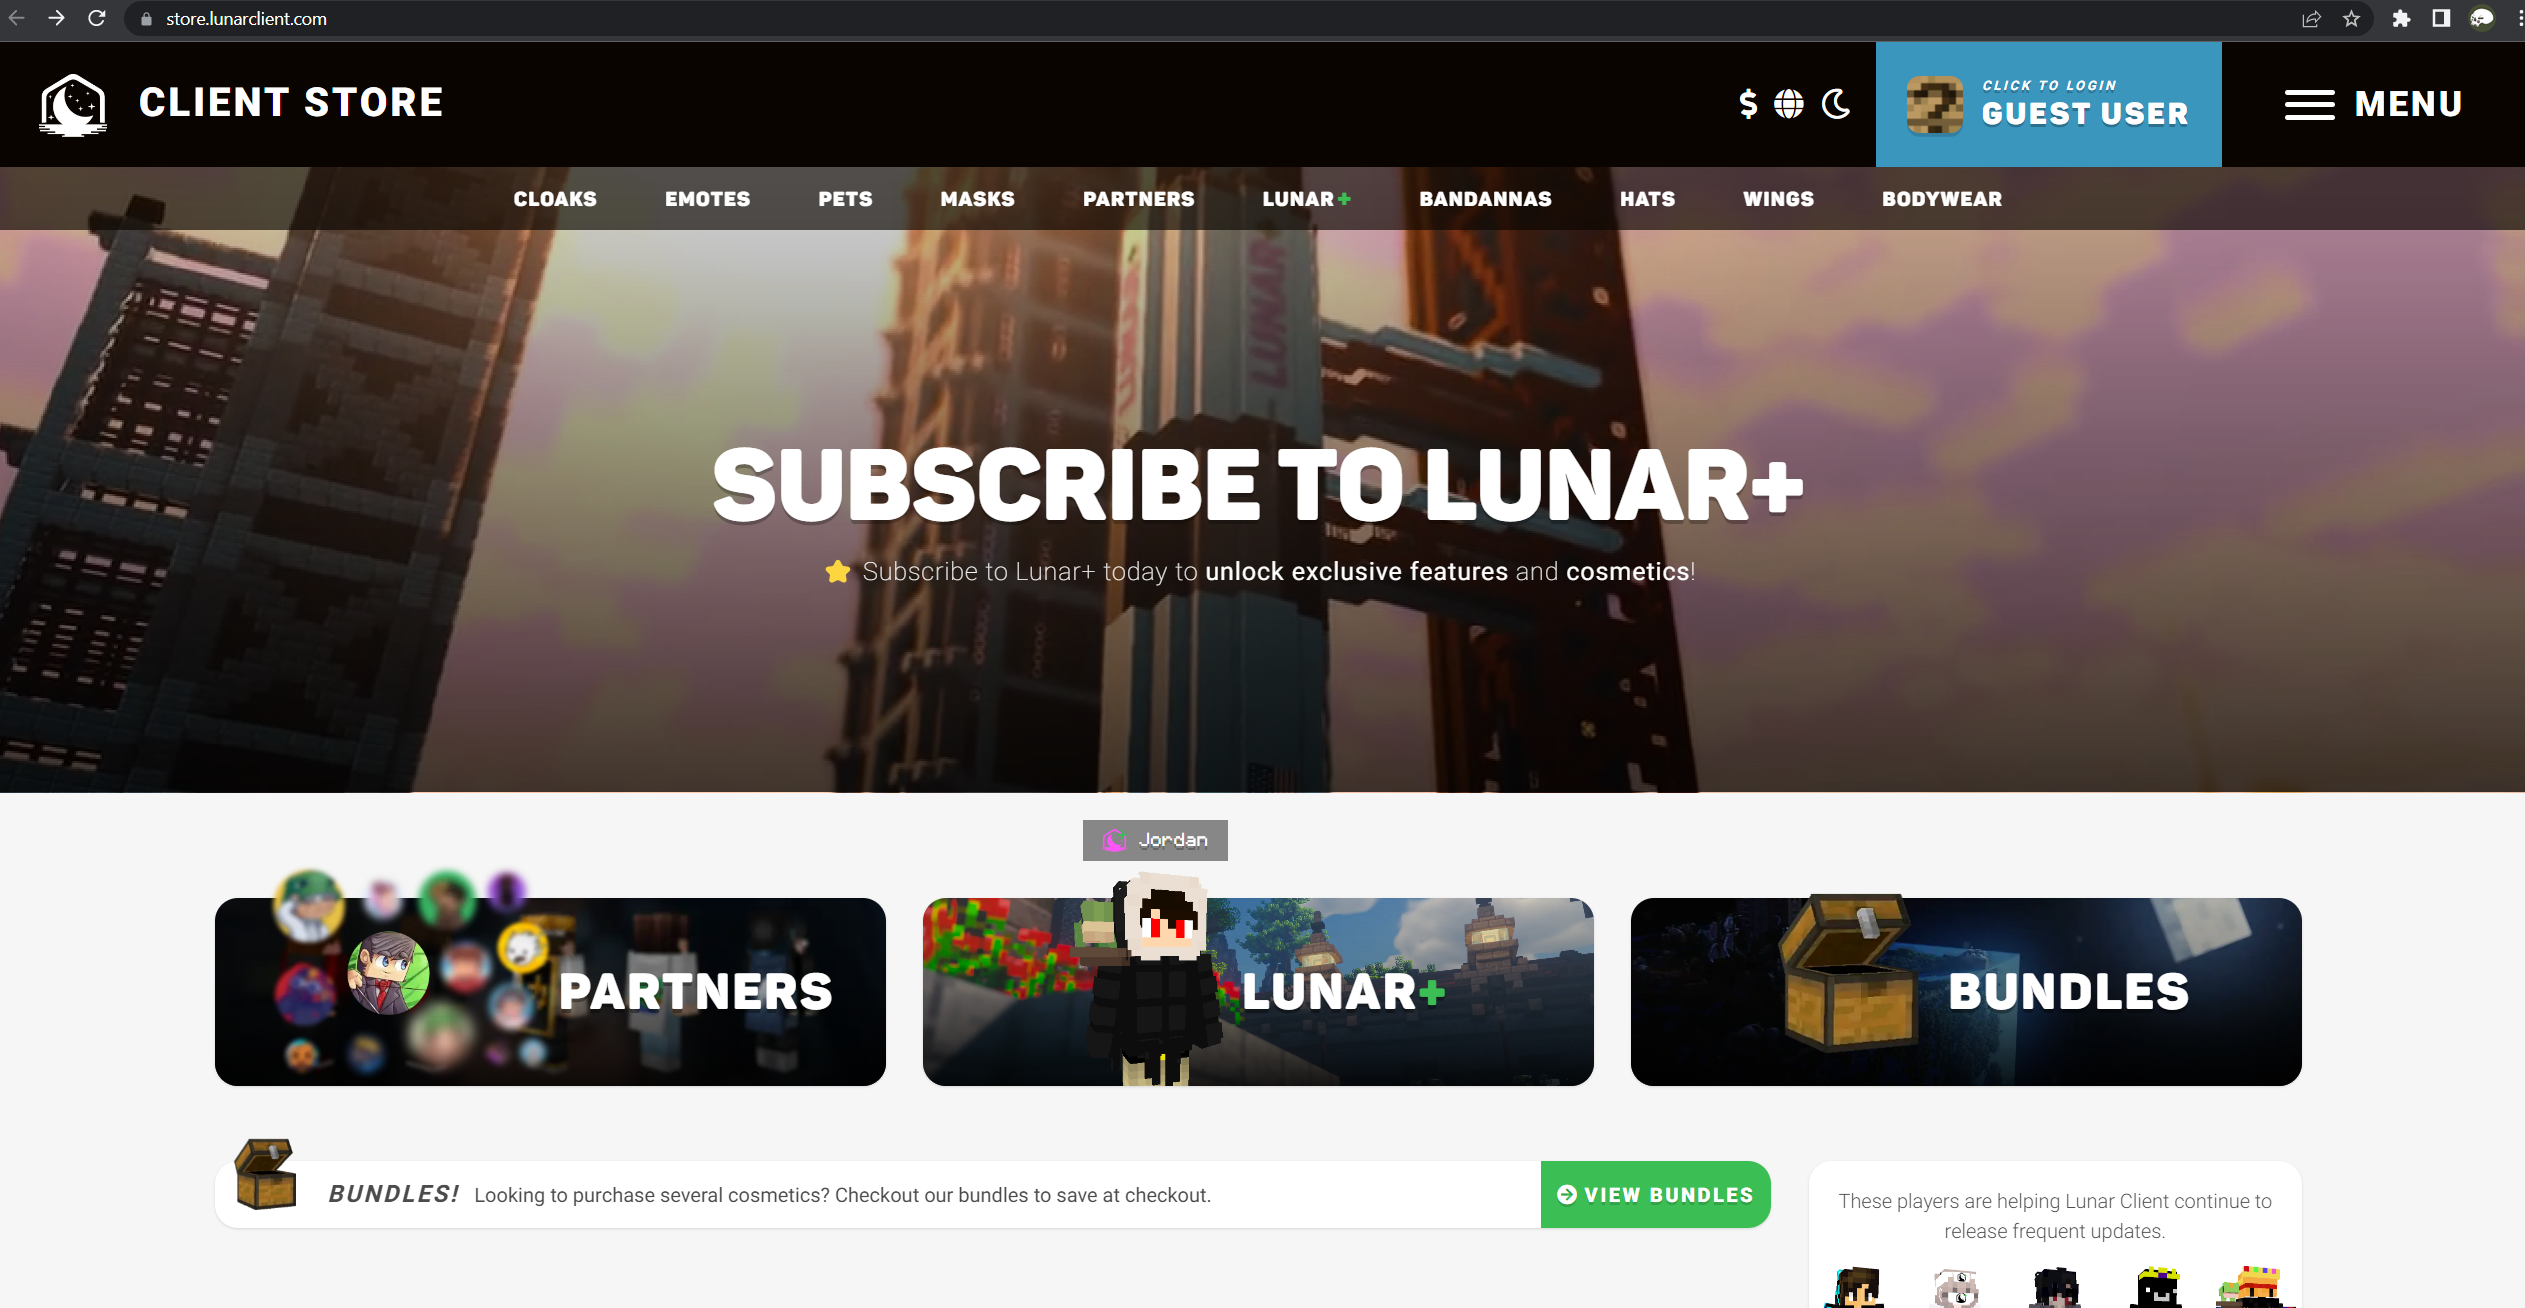 store.lunarclient.com
CLIENT STORE
CLICK TO LOGIN
GUEST USER
MENU
CLOAKS EMOTES PETS MASKS PARTNERS LUNAR+ BANDANNAS HATS WINGS BODYWEAR
LUNAR
SUBSCRIBE TO LUNAR+
Subscribe to Lunar+ today to unlock exclusive features and cosmetics!
Jordan
PARTNERS
LUNAR+
BUNDLES
BUNDLES! Looking to purchase several cosmetics? Checkout our bundles to save at checkout.
VIEW BUNDLES
These players are helping Lunar Client continue to
release frequent updates.